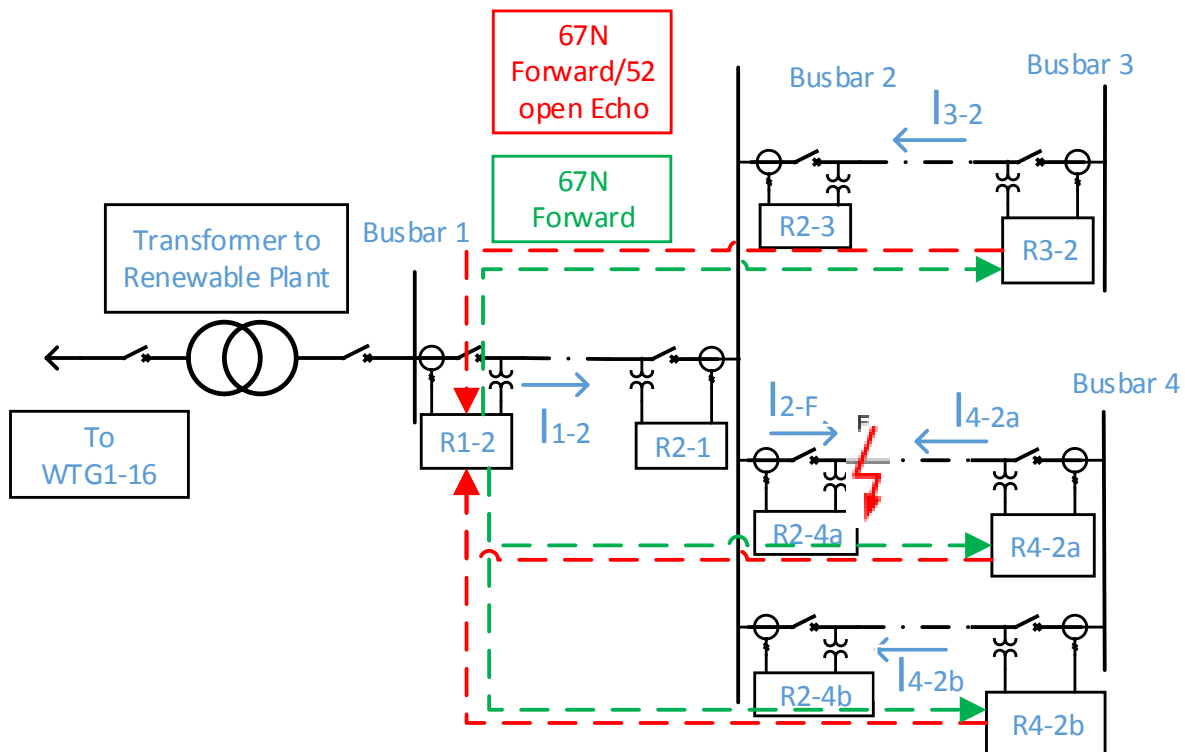 67N
Forward/52
open Echo
67N
Forward
Busbar 2
Busbar 3
I3-2
R2-3
R3-2
Transformer to
Renewable Plant
Busbar 1
I1-2
R1-2
R2-1
To
WTG1-16
Busbar 4
I2-F
F
I4-2a
R2-4a
R4-2a
I4-2b
R2-4b
R4-2b